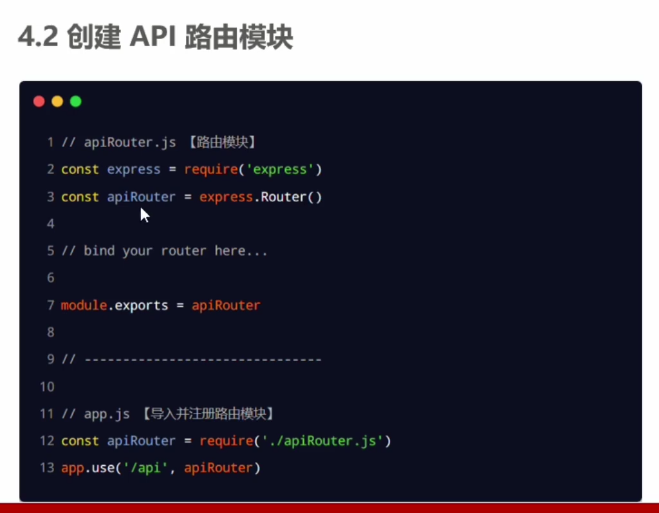 4.2 创建 API 路由模块
1 // apiRouter.js 【路由模块】
2 const express = require('express')
3 const apiRouter = express.Router()
4
5 // bind your router here...
6
7 module.exports = apiRouter
8
9 // -------------------------------
10
11 // app.js 【导入并注册路由模块】
12 const apiRouter = require('./apiRouter.js')
13 app.use('/api', apiRouter)